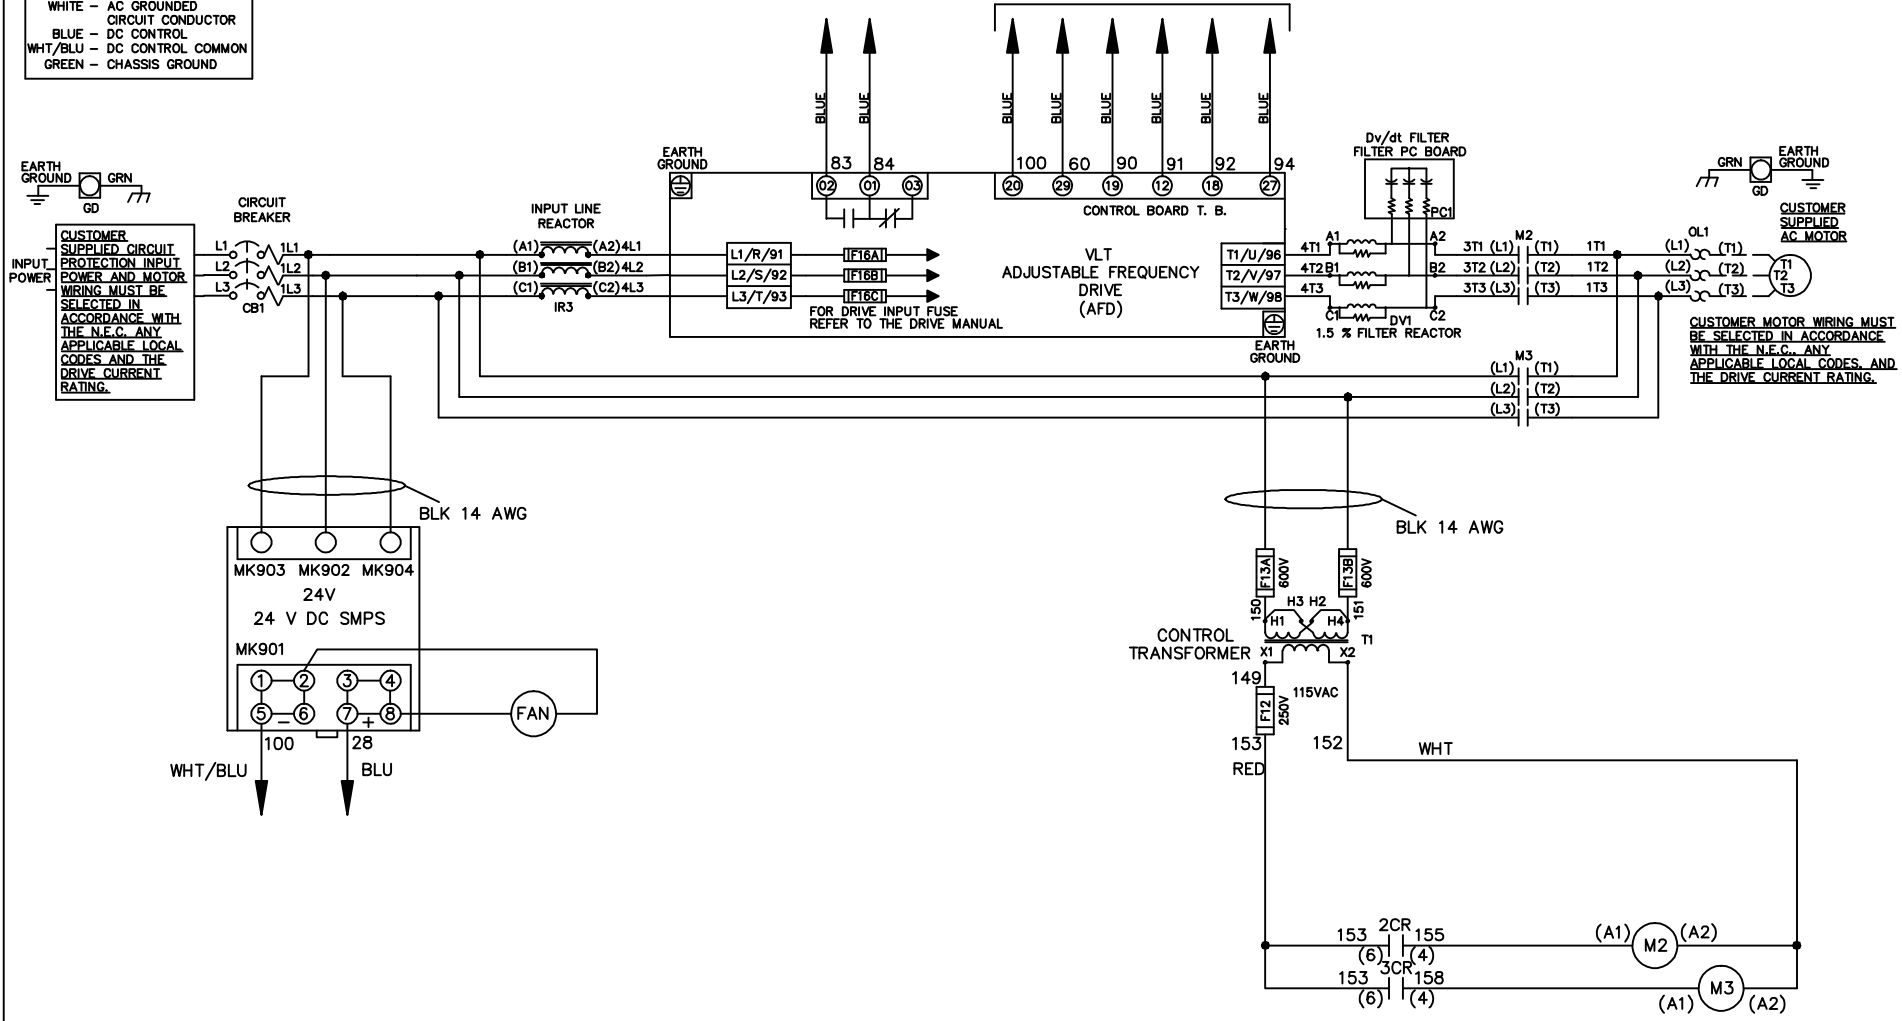 WHITE – AC GROUNDED
CIRCUIT CONDUCTOR
BLUE – DC CONTROL
WHT/BLU – DC CONTROL COMMON
GREEN – CHASSIS GROUND
BLUE
BLUE
BLUE
BLUE
BLUE
BLUE
BLUE
BLUE
83
84
100
60
90
91
92
94
02
01
03
20
29
19
12
18
27
CONTROL BOARD T. B.
EARTH
GROUND
GRN
GD
CIRCUIT
BREAKER
INPUT LINE
REACTOR
EARTH
GROUND
Dv/dt FILTER
FILTER PC BOARD
PC1
GRN
EARTH
GROUND
GD
CUSTOMER
SUPPLIED
AC MOTOR
INPUT
POWER
CUSTOMER
SUPPLIED CIRCUIT
PROTECTION INPUT
POWER AND MOTOR
WIRING MUST BE
SELECTED IN
ACCORDANCE WITH
THE N.E.C. ANY
APPLICABLE LOCAL
CODES AND THE
DRIVE CURRENT
RATING.
L1
1L1
L2
1L2
L3
1L3
CB1
(A1)
(A2)4L1
(B1)
(B2)4L2
(C1)
(C2)4L3
IR3
L1/R/91
L2/S/92
L3/T/93
F16A
F16B
F16C
FOR DRIVE INPUT FUSE
REFER TO THE DRIVE MANUAL
VLT
ADJUSTABLE FREQUENCY
DRIVE
(AFD)
T1/U/96
T2/V/97
T3/W/98
EARTH
GROUND
4T1
A1
A2
4T2
B1
B2
4T3
C1
C2
DV1
1.5 % FILTER REACTOR
M2
3T1 (L1) (T1) 1T1
3T2 (L2) (T2) 1T2
3T3 (L3) (T3) 1T3
OL1
(L1) (T1)
(L2) (T2)
(L3) (T3)
T1
T2
T3
CUSTOMER MOTOR WIRING MUST
BE SELECTED IN ACCORDANCE
WITH THE N.E.C.. ANY
APPLICABLE LOCAL CODES. AND
THE DRIVE CURRENT RATING.
M3
(L1) (T1)
(L2) (T2)
(L3) (T3)
BLK 14 AWG
MK903 MK902 MK904
24V
24 V DC SMPS
MK901
1
2
3
4
5
–
6
7
+
8
FAN
100
28
WHT/BLU
BLU
BLK 14 AWG
F13A
600V
F13B
600V
150
151
H3 H2
H1
H4
CONTROL
TRANSFORMER
T1
X1
X2
149
115VAC
F12
250V
153
152
RED
WHT
2CR
153
155
(6)
(4)
(A1)
M2
(A2)
3CR
153
158
(6)
(4)
M3
(A1)
(A2)